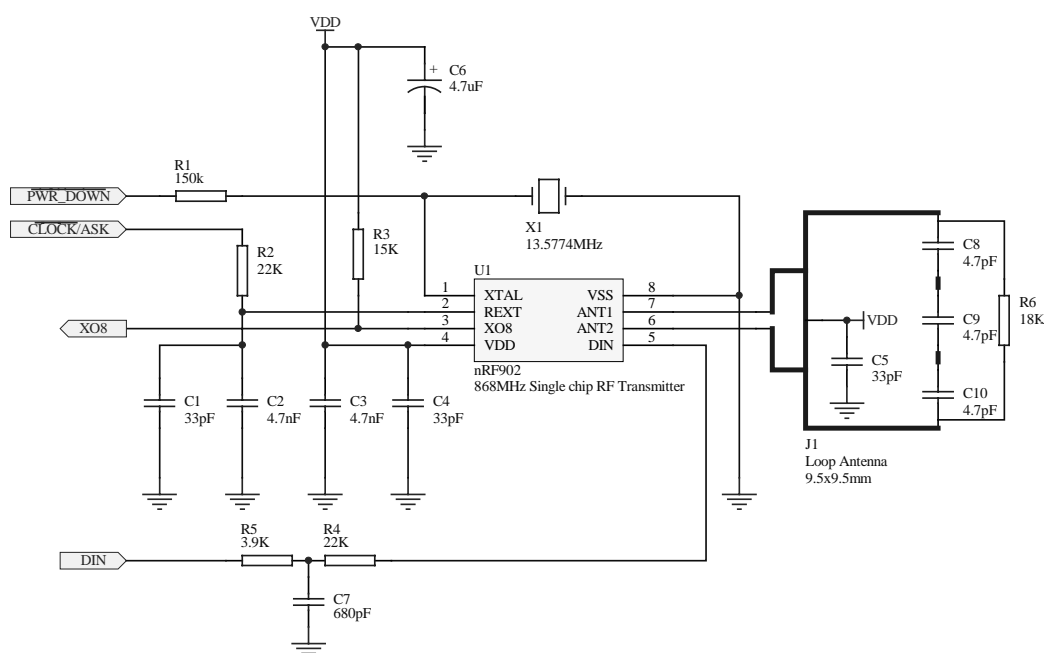 VDD
+
C6
4.7uF
R1
150k
PWR_DOWN
CLOCK/ASK
R2
22K
R3
15K
X1
13.5774MHz
U1
1
XTAL
VSS
8
2
REXT
ANT1
7
3
XO8
ANT2
6
4
VDD
DIN
5
nRF902
868MHz Single chip RF Transmitter
XO8
C1
33pF
C2
4.7nF
C3
4.7nF
C4
33pF
C8
4.7pF
R6
18K
VDD
C9
4.7pF
C5
33pF
C10
4.7pF
J1
Loop Antenna
9.5x9.5mm
DIN
R5
3.9K
R4
22K
C7
680pF